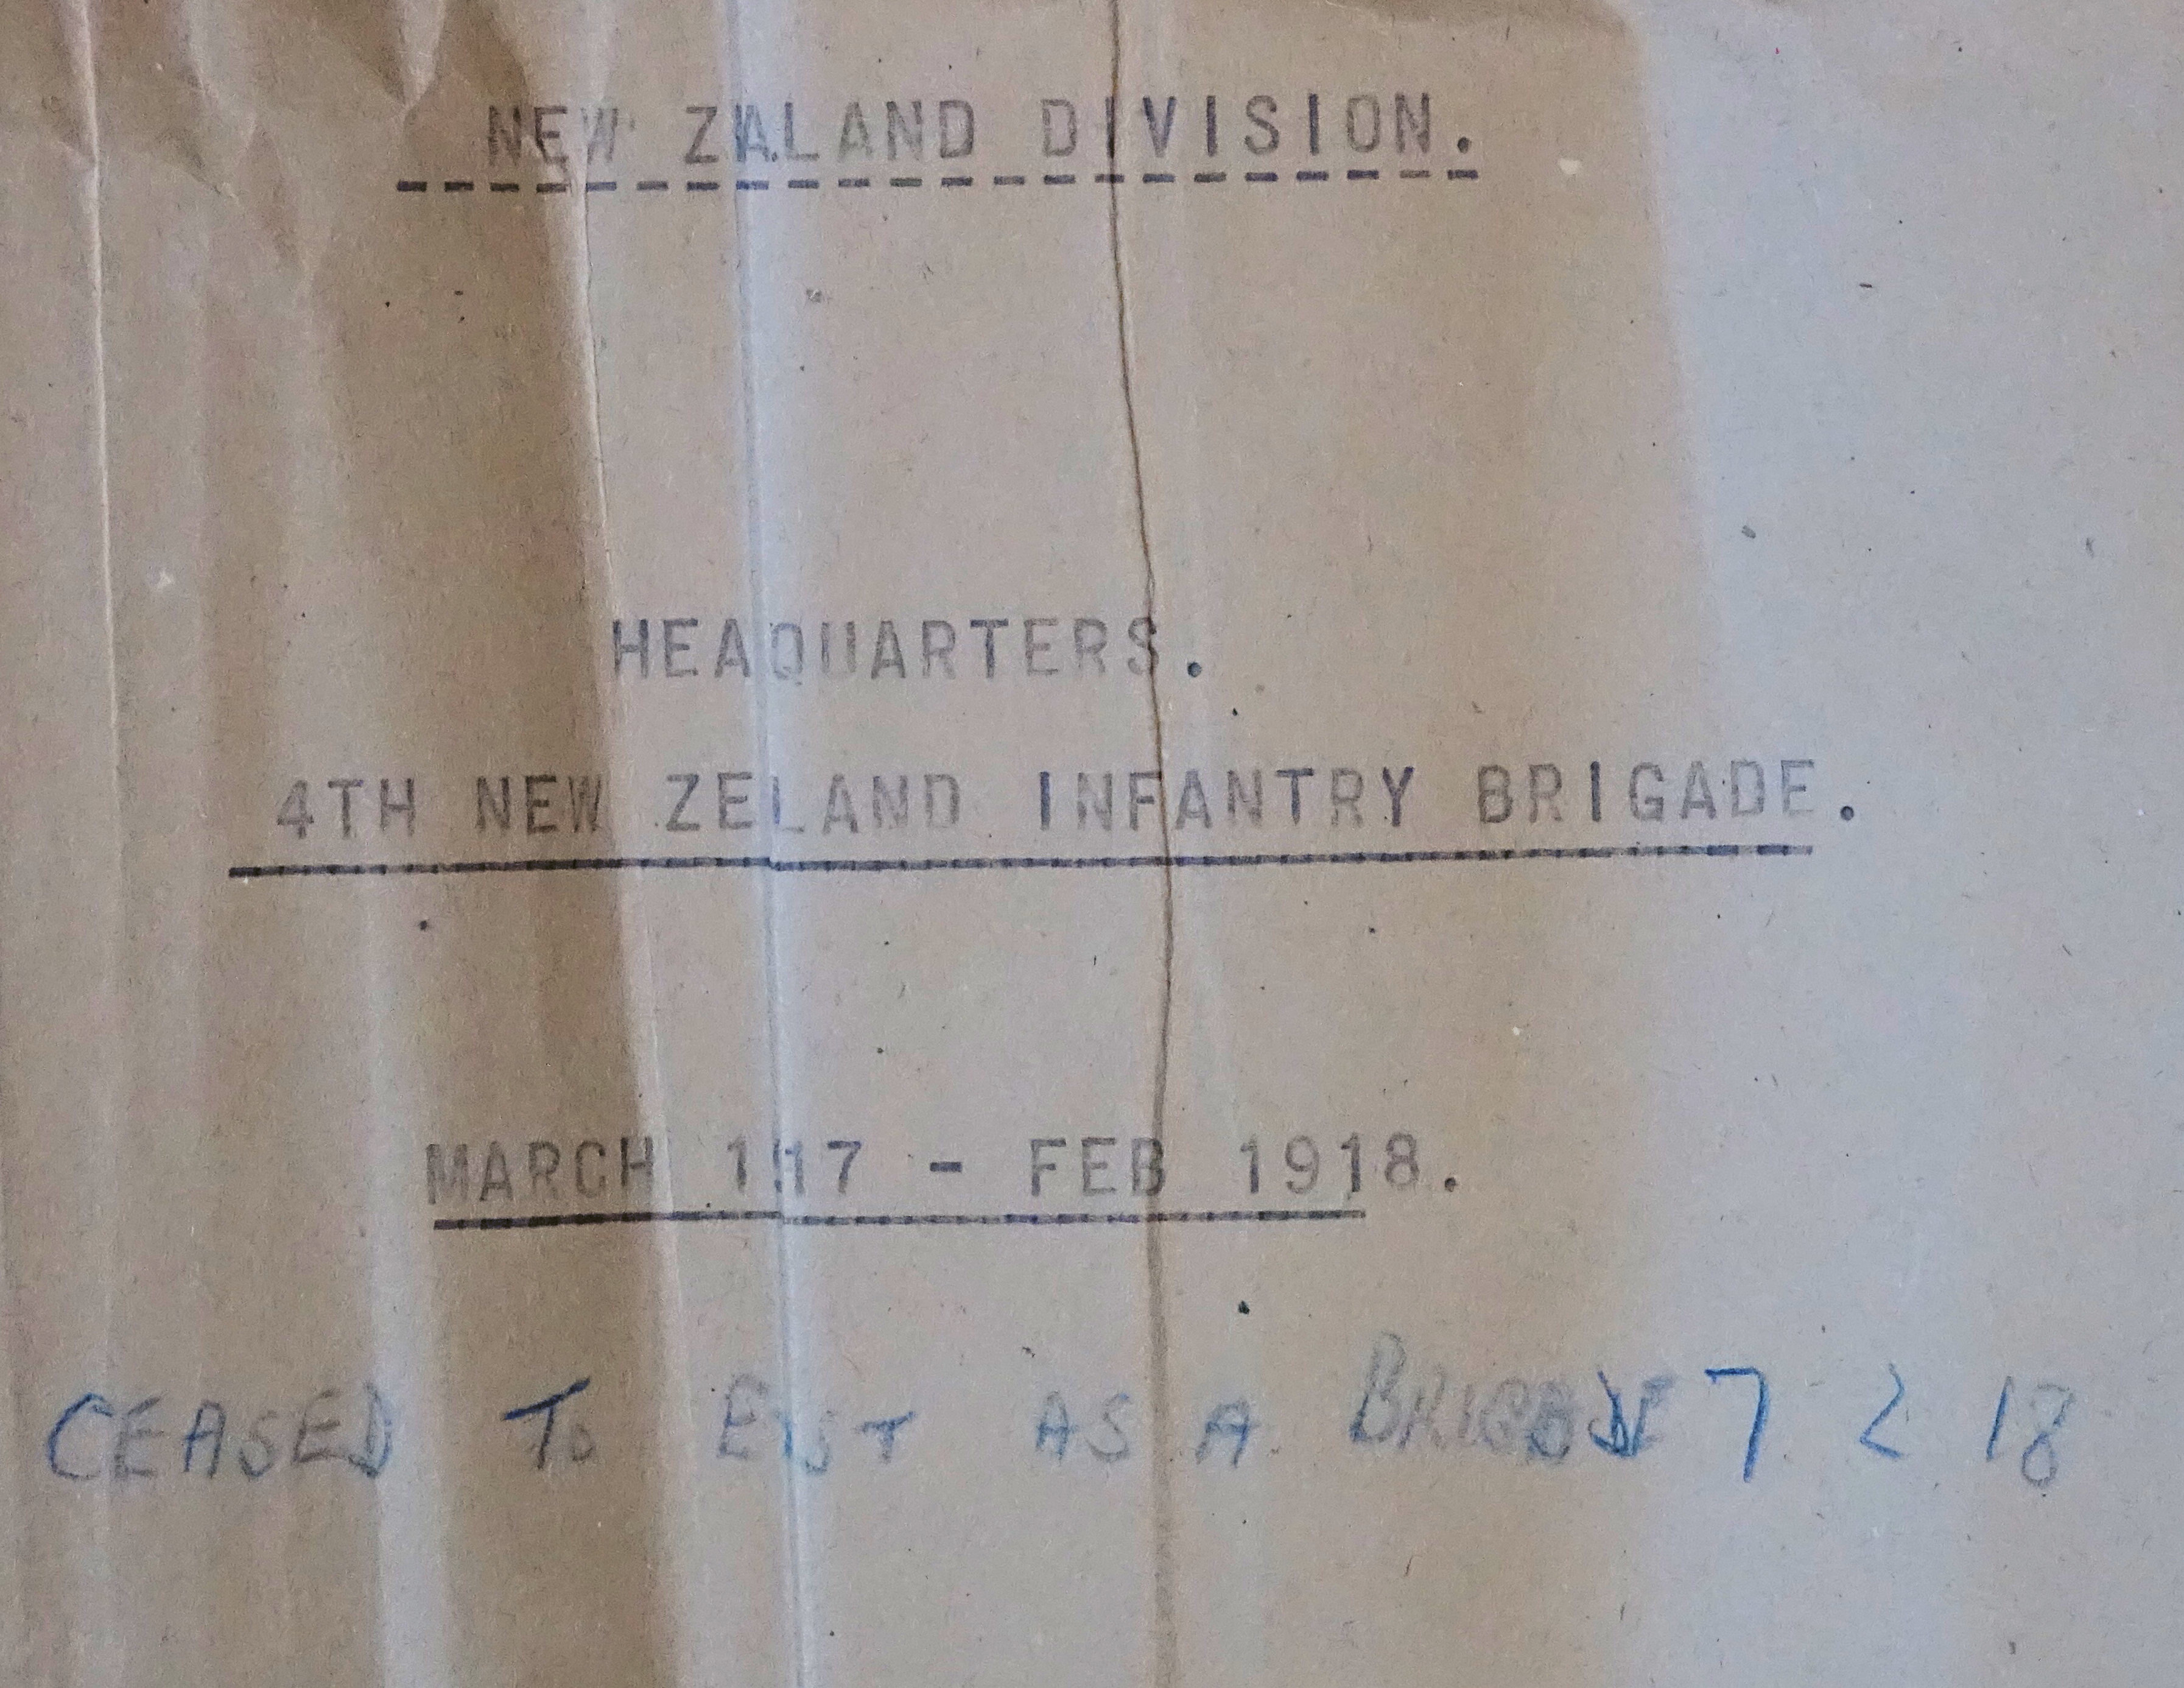 NEW ZALAND DIVISION.
HEAQUARTERS.
4TH NEW ZELAND INFANTRY BRIGADE.
MARCH 1917 - FEB 1918.
CEASED TO EIST AS A BRIGADE 7 2 18